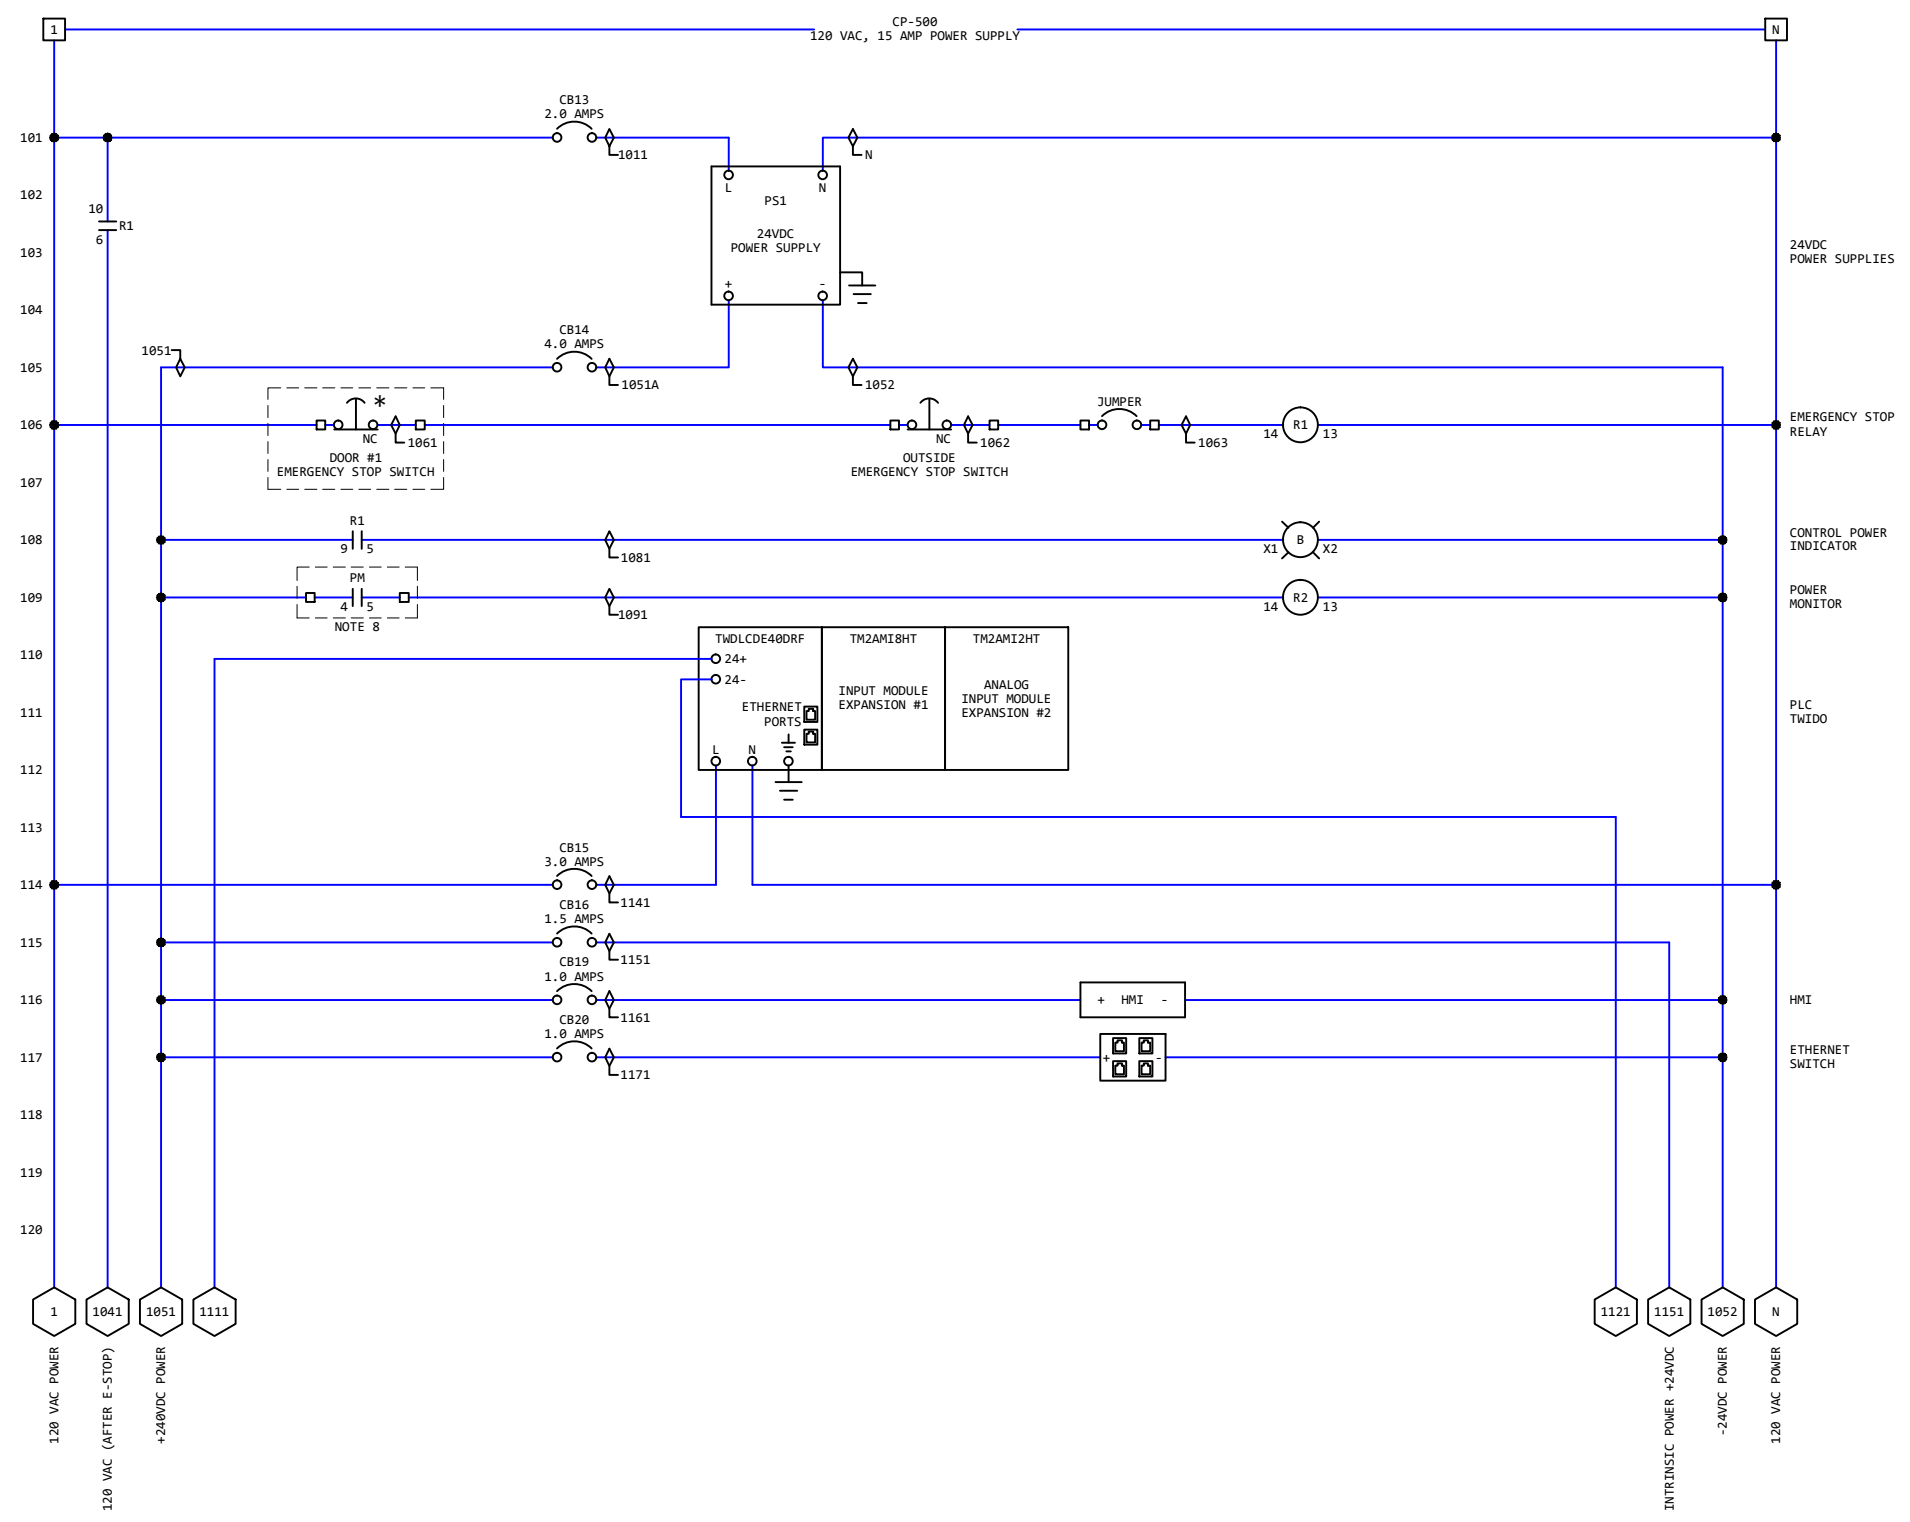 1
CP-500
120 VAC, 15 AMP POWER SUPPLY
N
CB13
2.0 AMPS
101
1011
N
L
N
102
PS1
10
R1
6
24VDC
POWER SUPPLY
103
24VDC
POWER SUPPLIES
+
-
104
CB14
4.0 AMPS
1051
105
1051A
1052
*
JUMPER
106
NC
1061
NC
1062
1063
14
R1
13
EMERGENCY STOP
RELAY
DOOR #1
EMERGENCY STOP SWITCH
OUTSIDE
EMERGENCY STOP SWITCH
107
R1
108
9
5
1081
X1
B
X2
CONTROL POWER
INDICATOR
PM
109
4
5
1091
14
R2
13
POWER
MONITOR
NOTE 8
TWDLCDE40DRF
TM2AMI8HT
TM2AMI2HT
110
24+
24-
INPUT MODULE
EXPANSION #1
ANALOG
INPUT MODULE
EXPANSION #2
111
ETHERNET
PORTS
PLC
TWIDO
L
N
112
113
CB15
3.0 AMPS
114
1141
CB16
1.5 AMPS
115
1151
CB19
1.0 AMPS
116
1161
+ HMI -
HMI
CB20
1.0 AMPS
117
1171
+
-
ETHERNET
SWITCH
118
119
120
1
1041
1051
1111
1121
1151
1052
N
120 VAC POWER
120 VAC (AFTER E-STOP)
+240VDC POWER
INTRINSIC POWER +24VDC
-24VDC POWER
120 VAC POWER